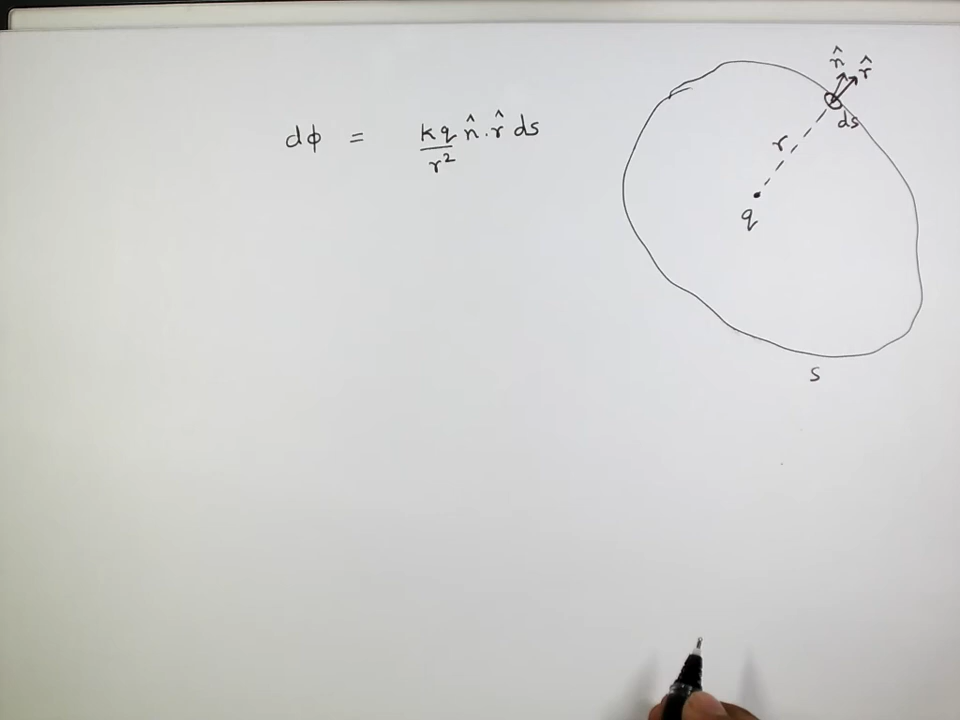 n̂ r̂
dϕ = kq/r² n̂ . r̂ ds
ds
r
q
S